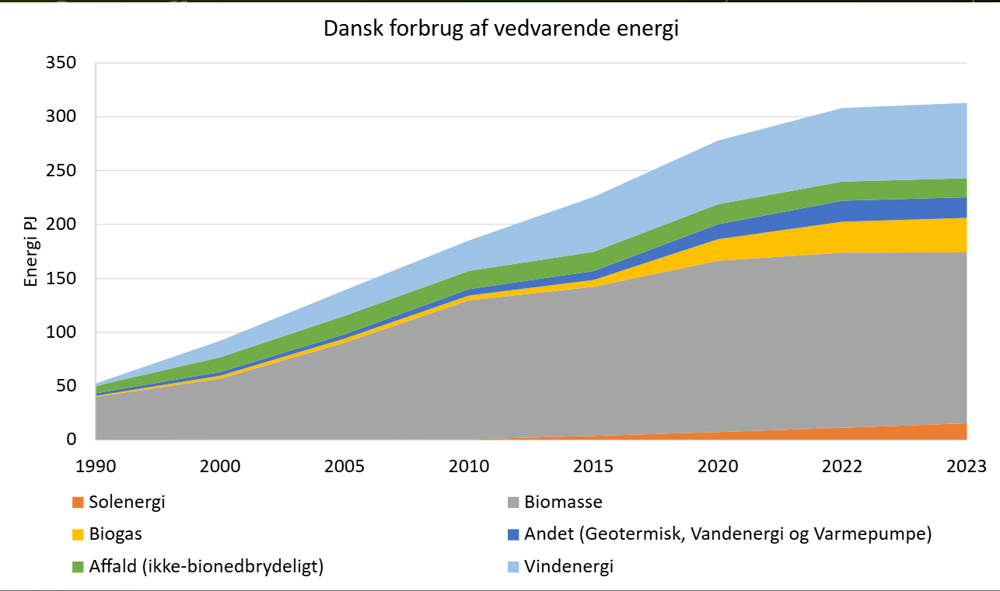 Dansk forbrug af vedvarende energi
350
300
250
200
150
100
50
0
Energi PJ
1990 2000 2005 2010 2015 2020 2022 2023
Solenergi Biomasse
Biogas Andet (Geotermisk, Vandenergi og Varmepumpe)
Affald (ikke-bionedbrydeligt) Vindenergi